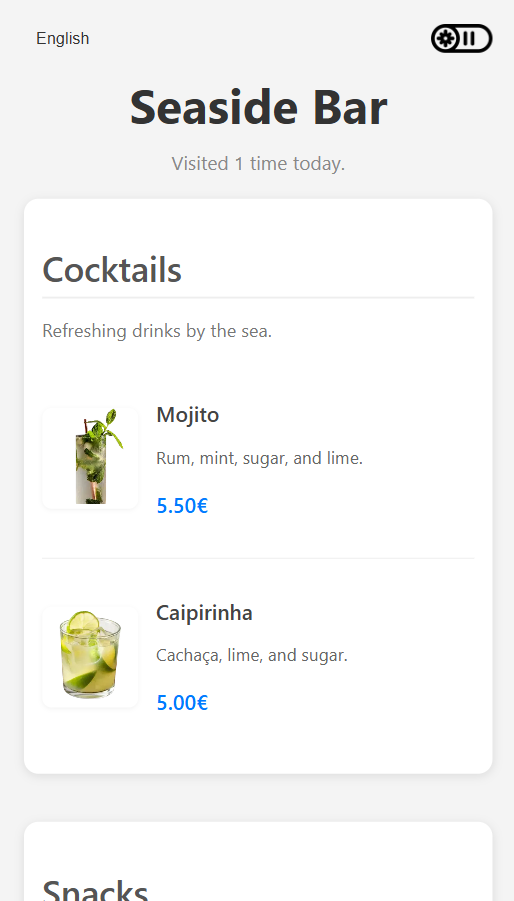 English
Seaside Bar
Visited 1 time today.
Cocktails
Refreshing drinks by the sea.
Mojito
Rum, mint, sugar, and lime.
5.50€
Caipirinha
Cachaça, lime, and sugar.
5.00€
Snacks